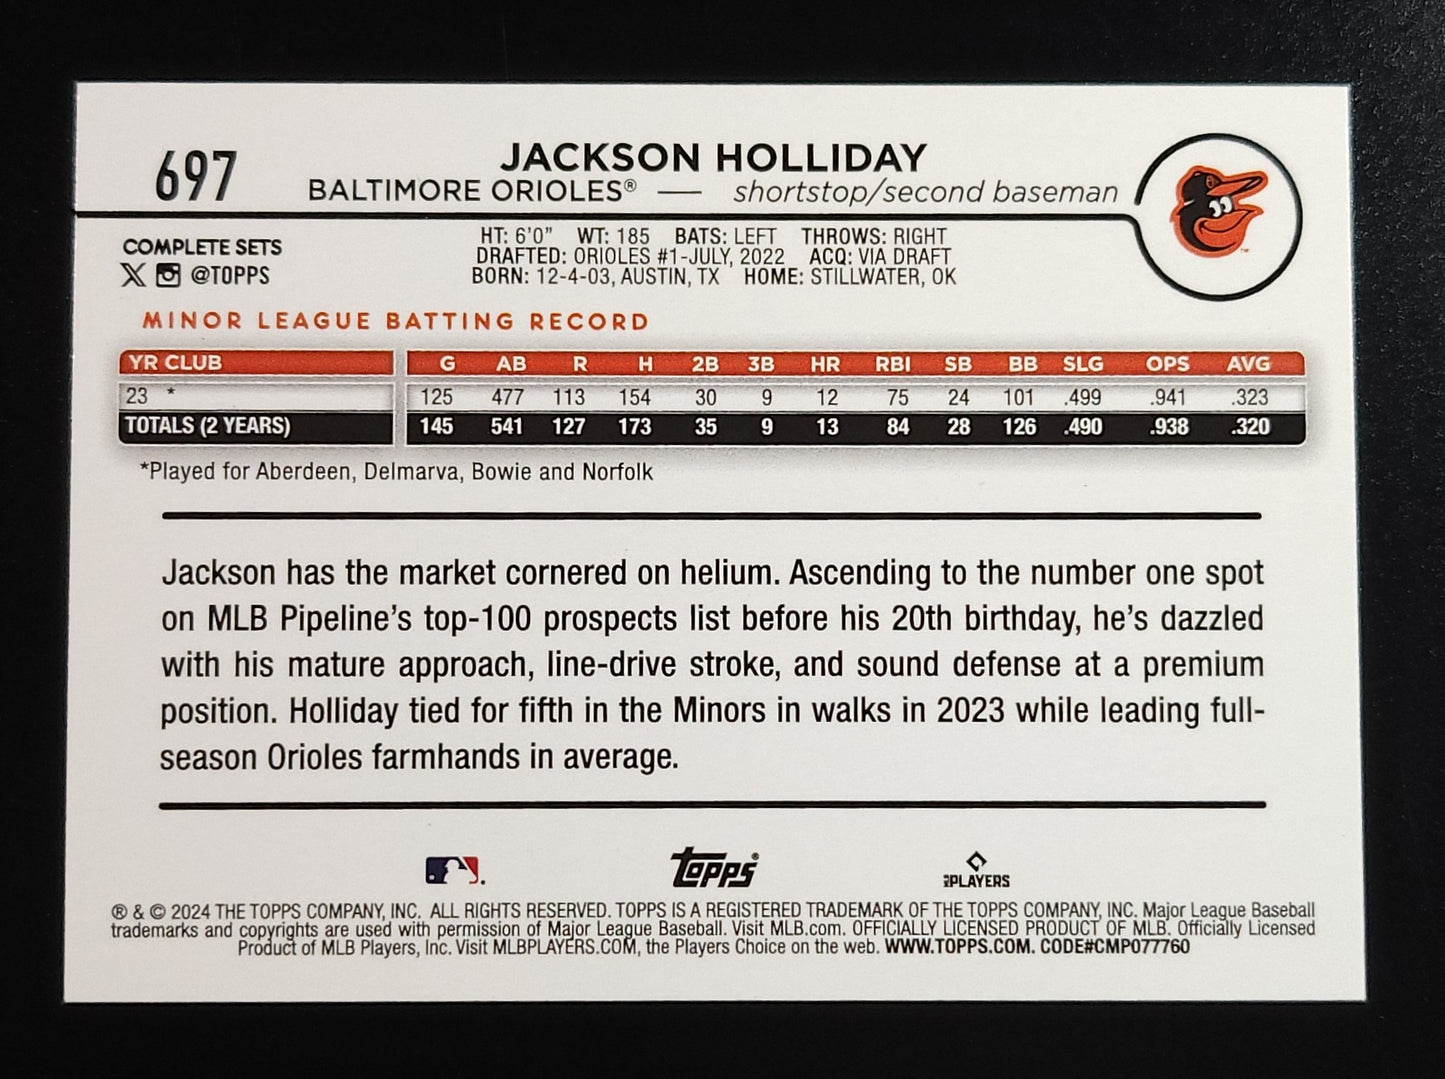 697
JACKSON HOLLIDAY
BALTIMORE ORIOLES® — shortstop/second baseman
COMPLETE SETS
@TOPPS
HT: 6'0" WT: 185 BATS: LEFT THROWS: RIGHT
DRAFTED: ORIOLES #1-JULY, 2022 ACQ: VIA DRAFT
BORN: 12-4-03, AUSTIN, TX HOME: STILLWATER, OK
MINOR LEAGUE BATTING RECORD
YR CLUB G AB R H 2B 3B HR RBI SB BB SLG OPS AVG
23 * 125 477 113 154 30 9 12 75 24 101 .499 .941 .323
TOTALS (2 YEARS) 145 541 127 173 35 9 13 84 28 126 .490 .938 .320
*Played for Aberdeen, Delmarva, Bowie and Norfolk
Jackson has the market cornered on helium. Ascending to the number one spot
on MLB Pipeline's top-100 prospects list before his 20th birthday, he's dazzled
with his mature approach, line-drive stroke, and sound defense at a premium
position. Holliday tied for fifth in the Minors in walks in 2023 while leading full-
season Orioles farmhands in average.
Topps®
MLBPLAYERS
® & © 2024 THE TOPPS COMPANY, INC. ALL RIGHTS RESERVED. TOPPS IS A REGISTERED TRADEMARK OF THE TOPPS COMPANY, INC. Major League Baseball
trademarks and copyrights are used with permission of Major League Baseball. Visit MLB.com. OFFICIALLY LICENSED PRODUCT OF MLB. Officially Licensed
Product of MLB Players, Inc. Visit MLBPLAYERS.COM, the Players Choice on the web. WWW.TOPPS.COM. CODE#CMP077760